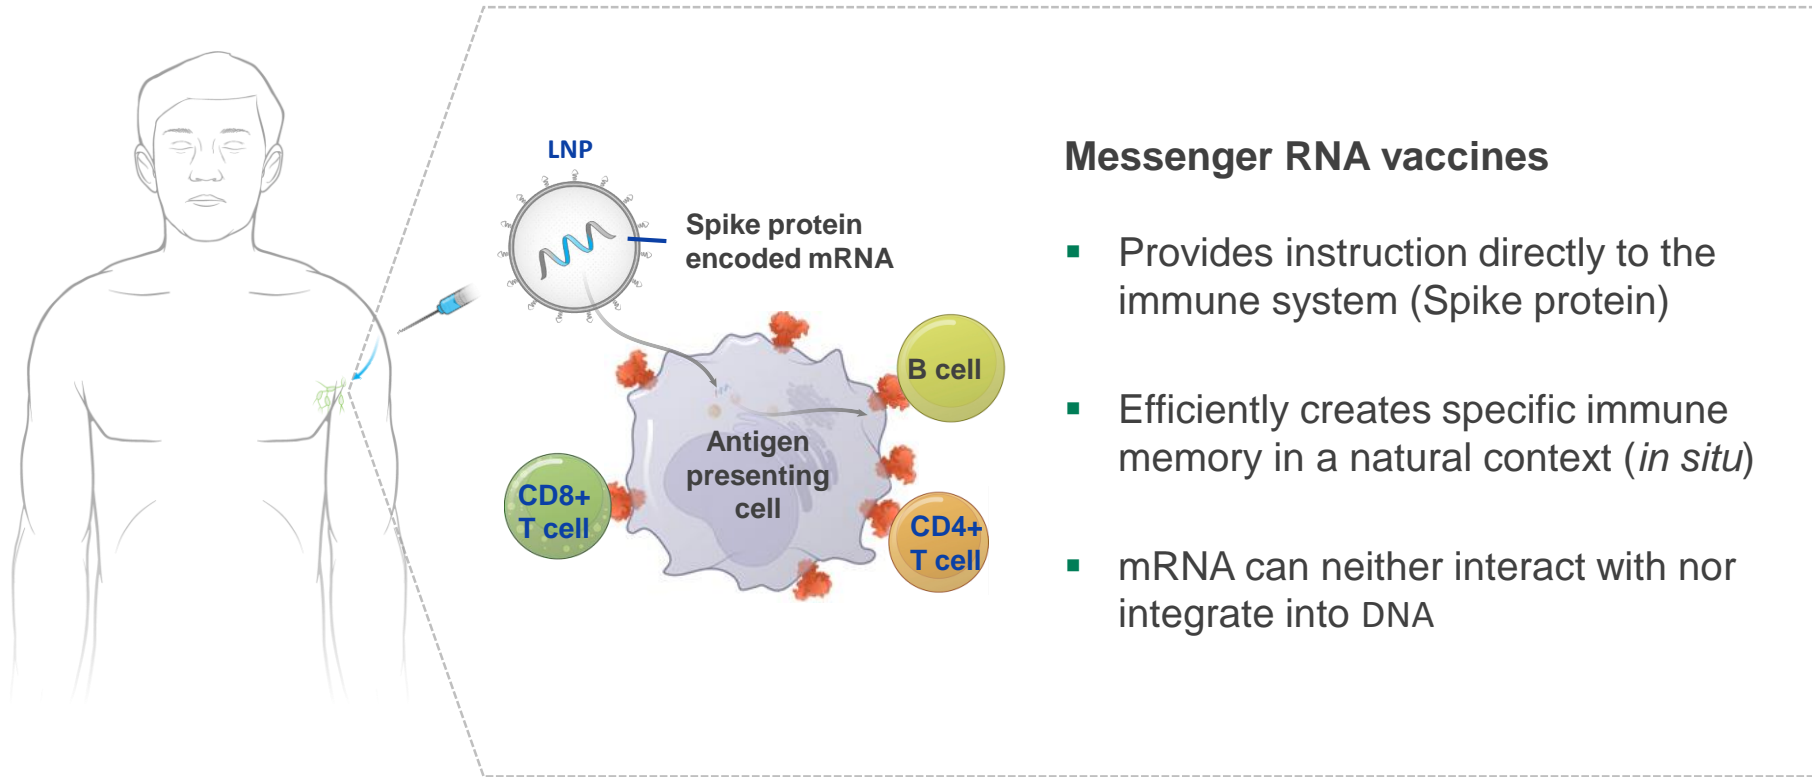 LNP
Spike protein
encoded mRNA
B cell
Antigen
presenting
cell
CD8+
T cell
CD4+
T cell
Messenger RNA vaccines
▪ Provides instruction directly to the
immune system (Spike protein)
▪ Efficiently creates specific immune
memory in a natural context (in situ)
▪ mRNA can neither interact with nor
integrate into DNA